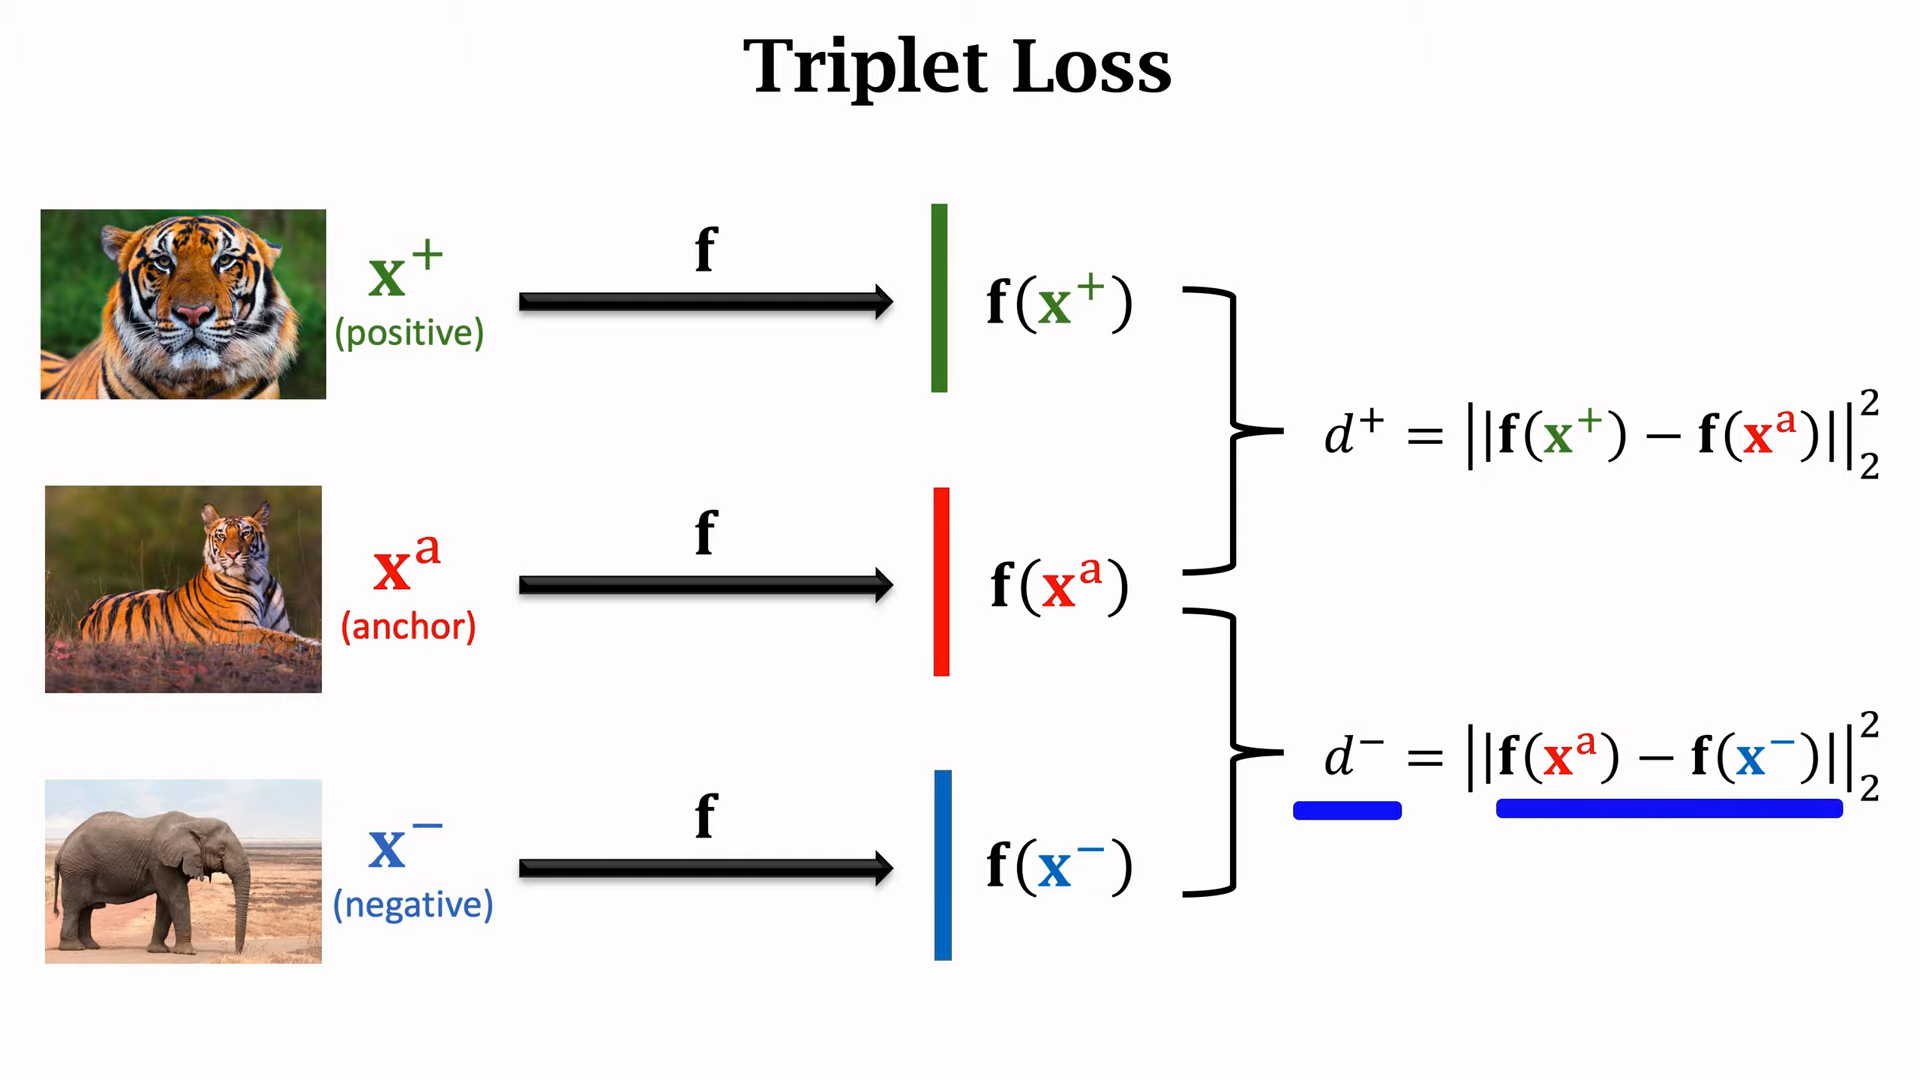 Triplet Loss
x⁺
(positive)
f
f(x⁺)
d⁺ = ||f(x⁺) − f(xᵃ)||₂²
xᵃ
(anchor)
f
f(xᵃ)
d⁻ = ||f(xᵃ) − f(x⁻)||₂²
x⁻
(negative)
f
f(x⁻)